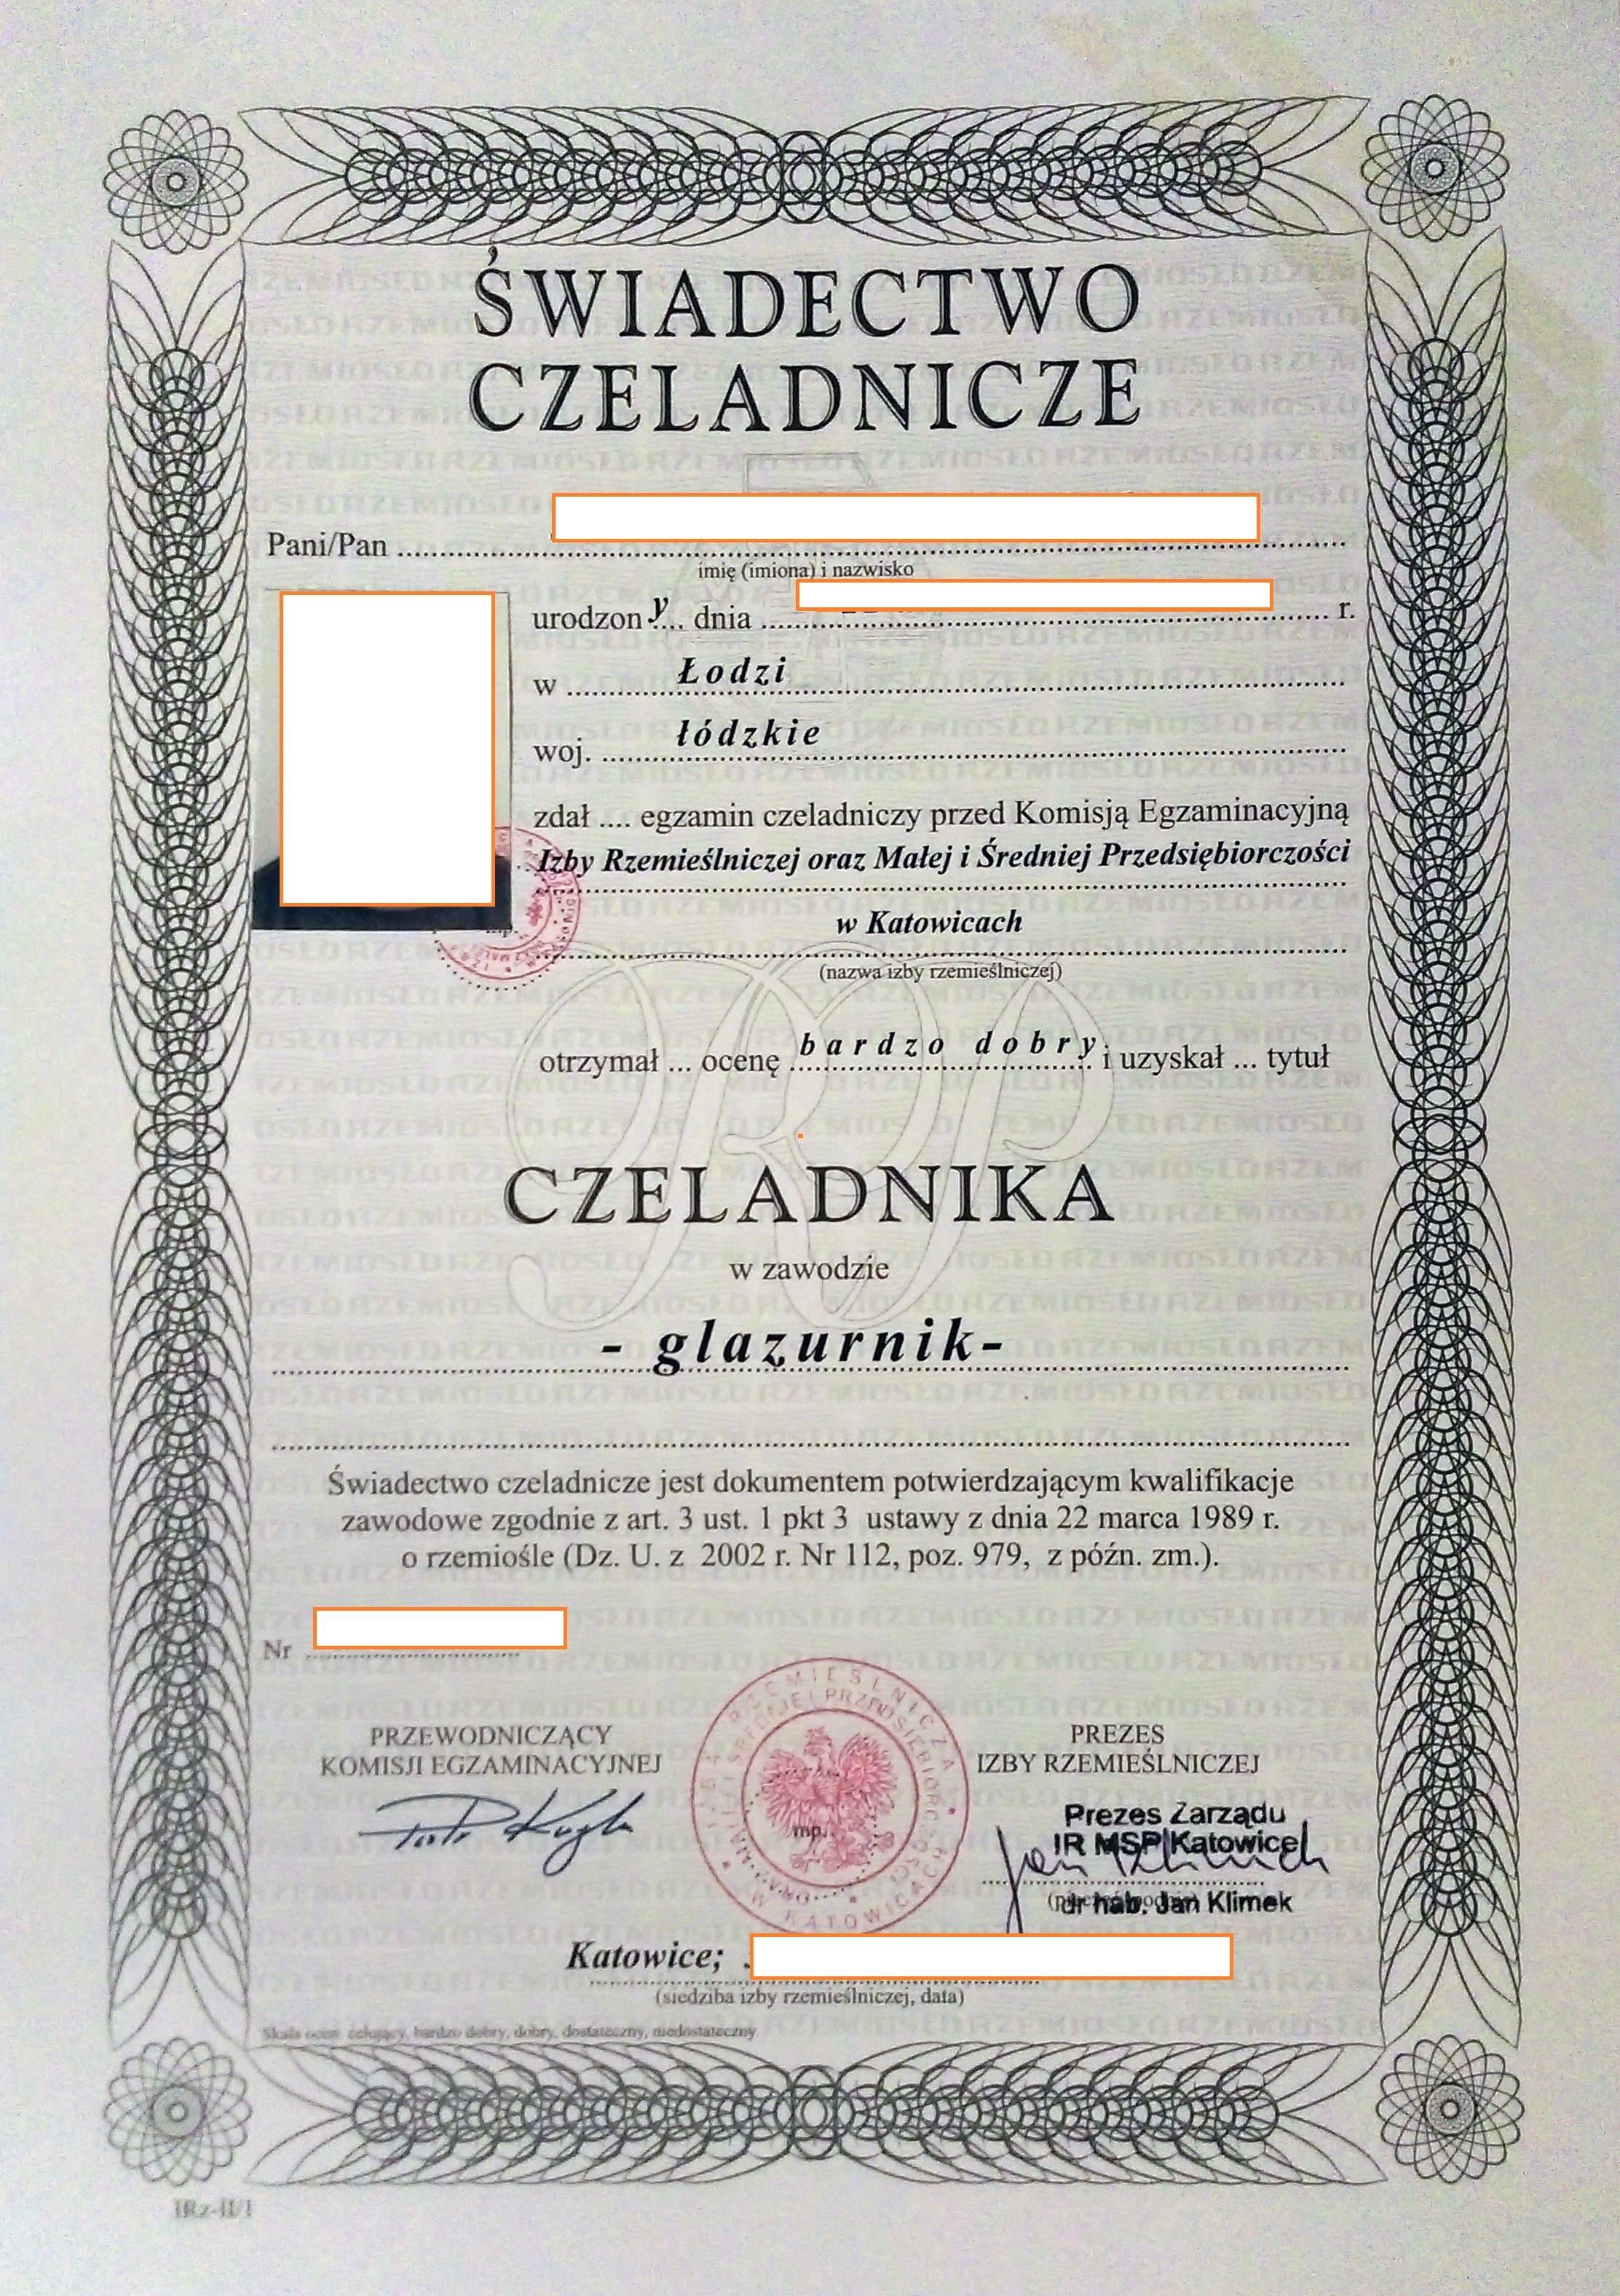 ŚWIADECTWO
CZELADNICZE
Pani/Pan
imię (imiona) i nazwisko
urodzon y dnia r.
w Łodzi
woj. łódzkie
zdał .... egzamin czeladniczy przed Komisją Egzaminacyjną
Izby Rzemieślniczej oraz Małej i Średniej Przedsiębiorczości
w Katowicach
(nazwa izby rzemieślniczej)
mp.
otrzymał ... ocenę bardzo dobry i uzyskał ... tytuł
CZELADNIKA
w zawodzie
- glazurnik-
Świadectwo czeladnicze jest dokumentem potwierdzającym kwalifikacje
zawodowe zgodnie z art. 3 ust. 1 pkt 3 ustawy z dnia 22 marca 1989 r.
o rzemiośle (Dz. U. z 2002 r. Nr 112, poz. 979, z późn. zm.).
Nr
PRZEWODNICZĄCY
KOMISJI EGZAMINACYJNEJ
mp.
PREZES
IZBY RZEMIEŚLNICZEJ
Prezes Zarządu
IR MSP Katowice
dr hab. Jan Klimek
Katowice;
(siedziba izby rzemieślniczej, data)
Skala ocen: celujący, bardzo dobry, dobry, dostateczny, niedostateczny
IRz-II/1